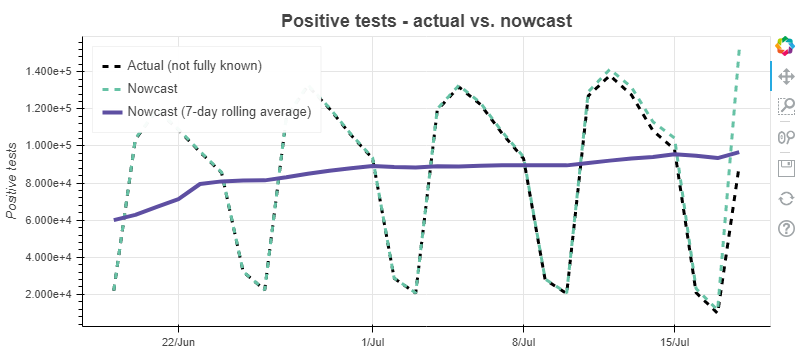 Positive tests - actual vs. nowcast
Actual (not fully known)
Nowcast
Nowcast (7-day rolling average)
Positive tests
1.400e+5
1.200e+5
1.000e+5
8.000e+4
6.000e+4
4.000e+4
2.000e+4
22/Jun
1/Jul
8/Jul
15/Jul